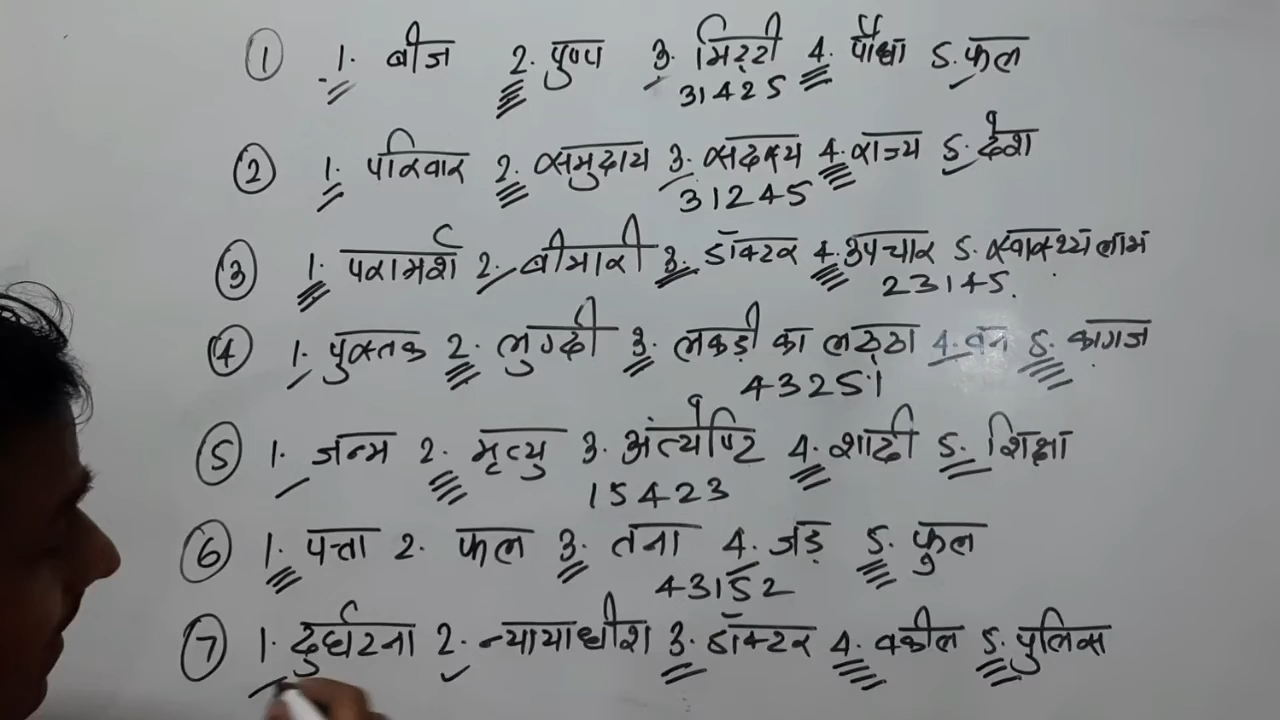 ① 1. बीज 2. पुष्प 3. मिट्टी 4. पौधा 5. फल
31425
② 1. परिवार 2. समुदाय 3. सदस्य 4. राज्य 5. देश
31245
③ 1. परामर्श 2. बीमारी 3. डॉक्टर 4. उपचार 5. स्वास्थ्य लाभ
23145.
④ 1. पुस्तक 2. लुग्दी 3. लकड़ी का लठ्ठा 4. वन 5. कागज
43251
⑤ 1. जन्म 2. मृत्यु 3. अंत्येष्टि 4. शादी 5. शिक्षा
15423
⑥ 1. पत्ता 2. फल 3. तना 4. जड़ 5. फुल
43152
⑦ 1. दुर्घटना 2. न्यायाधीश 3. डॉक्टर 4. वकील 5. पुलिस